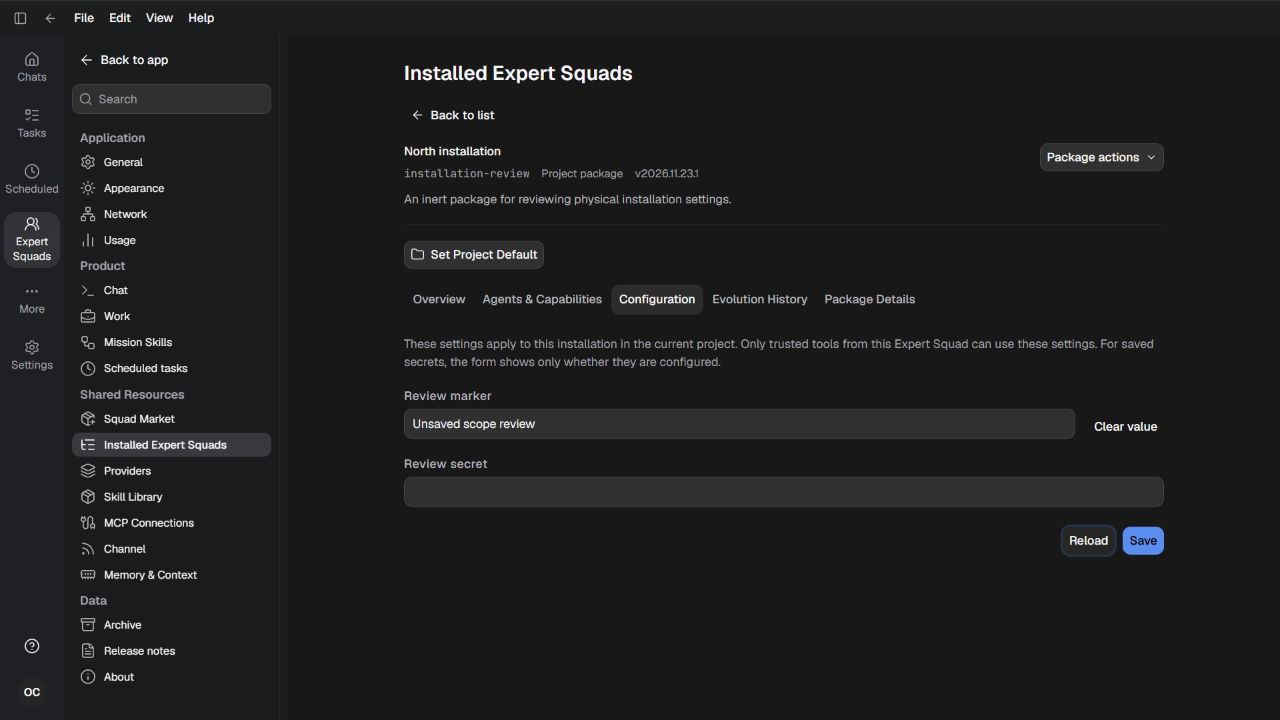 File Edit View Help
Chats
Tasks
Scheduled
Expert
Squads
More
Settings
OC
Back to app
Search
Application
General
Appearance
Network
Usage
Product
Chat
Work
Mission Skills
Scheduled tasks
Shared Resources
Squad Market
Installed Expert Squads
Providers
Skill Library
MCP Connections
Channel
Memory & Context
Data
Archive
Release notes
About
Installed Expert Squads
Back to list
North installation
Package actions
installation-review Project package v2026.11.23.1
An inert package for reviewing physical installation settings.
Set Project Default
Overview Agents & Capabilities Configuration Evolution History Package Details
These settings apply to this installation in the current project. Only trusted tools from this Expert Squad can use these settings. For saved
secrets, the form shows only whether they are configured.
Review marker
Unsaved scope review
Clear value
Review secret
Reload Save